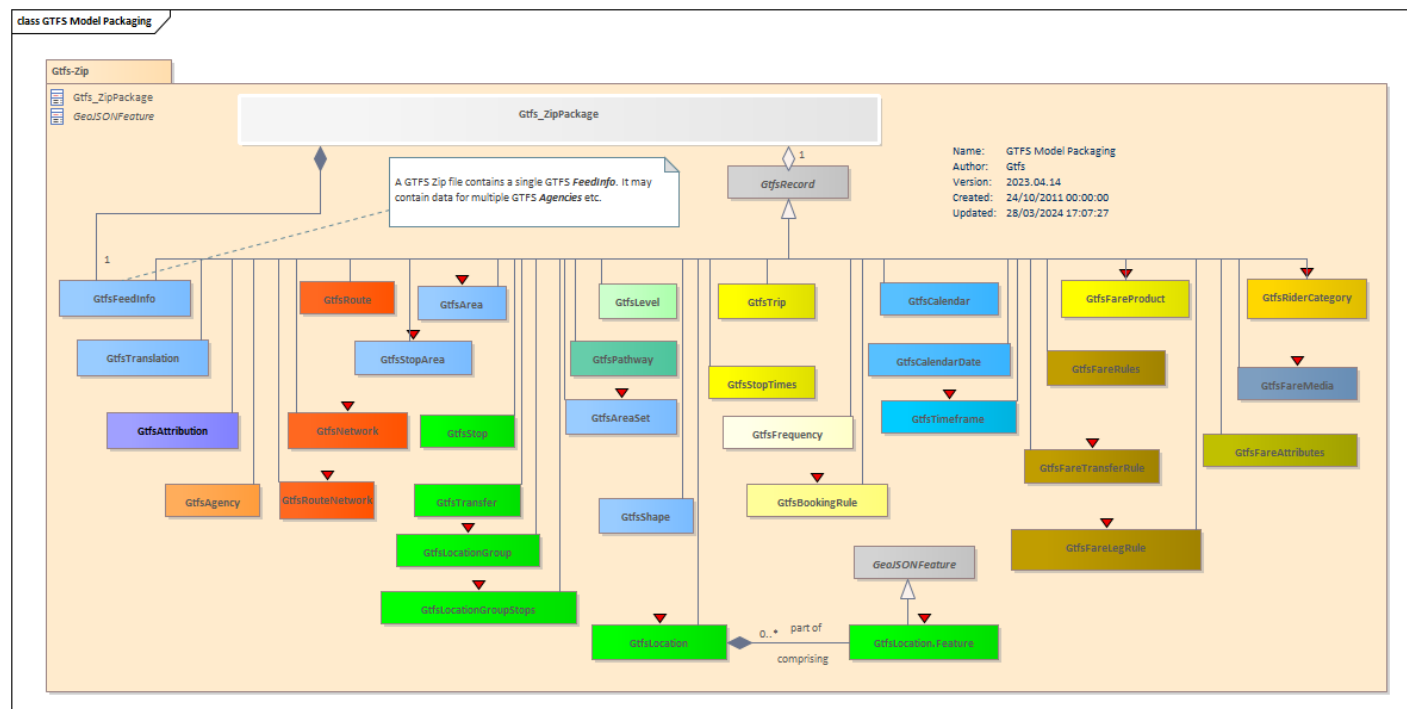 class GTFS Model Packaging
Gtfs-Zip
Gtfs_ZipPackage
GeoJSONFeature
Gtfs_ZipPackage
1
GtfsRecord
A GTFS Zip file contains a single GTFS FeedInfo. It may
contain data for multiple GTFS Agencies etc.
Name: GTFS Model Packaging
Author: Gtfs
Version: 2023.04.14
Created: 24/10/2011 00:00:00
Updated: 28/03/2024 17:07:27
1
GtfsFeedInfo
GtfsRoute
GtfsArea
GtfsLevel
GtfsTrip
GtfsCalendar
GtfsFareProduct
GtfsRiderCategory
GtfsTranslation
GtfsStopArea
GtfsPathway
GtfsStopTimes
GtfsCalendarDate
GtfsFareRules
GtfsFareMedia
GtfsAttribution
GtfsNetwork
GtfsStop
GtfsAreaSet
GtfsFrequency
GtfsTimeframe
GtfsFareTransferRule
GtfsFareAttributes
GtfsAgency
GtfsRouteNetwork
GtfsTransfer
GtfsShape
GtfsBookingRule
GtfsLocationGroup
GtfsFareLegRule
GeoJSONFeature
GtfsLocationGroupStops
GtfsLocation
0..*
part of
comprising
GtfsLocation.Feature